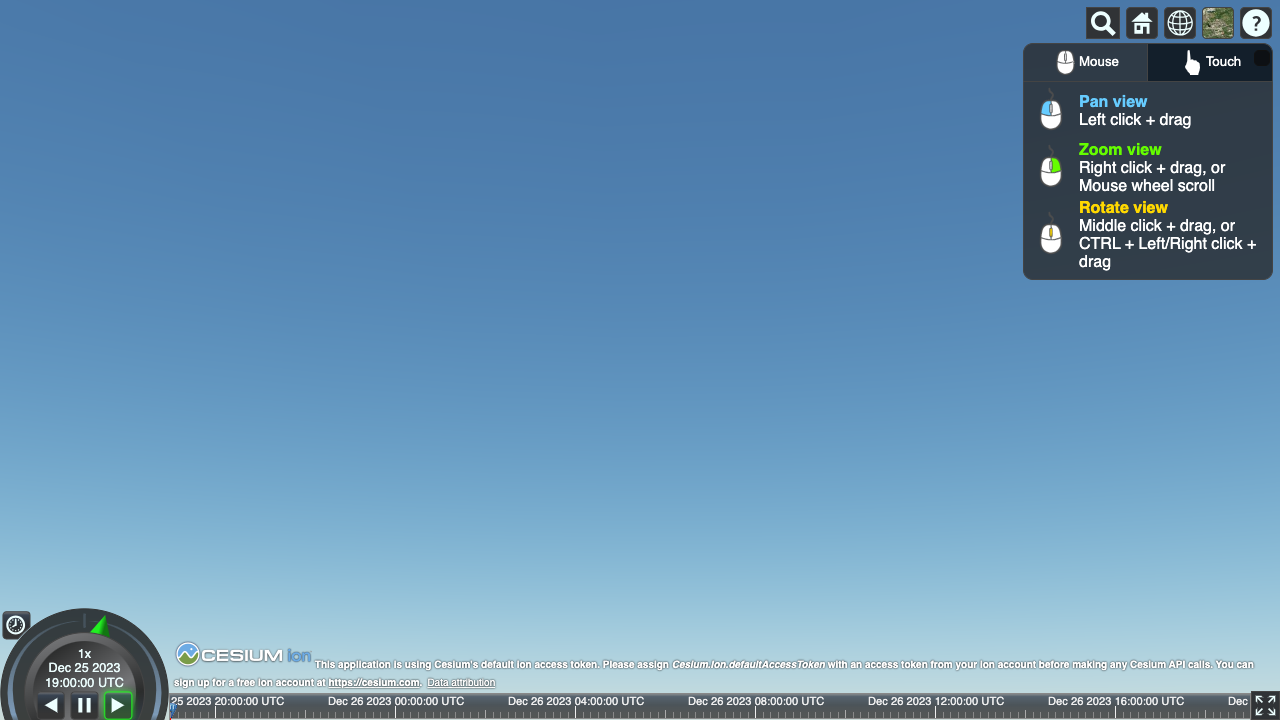 ?
Mouse
Touch
Pan view
Left click + drag
Zoom view
Right click + drag, or
Mouse wheel scroll
Rotate view
Middle click + drag, or
CTRL + Left/Right click +
drag
1x
Dec 25 2023
19:00:00 UTC
CESIUM ion
This application is using Cesium's default ion access token. Please assign Cesium.Ion.defaultAccessToken with an access token from your ion account before making any Cesium API calls. You can
sign up for a free ion account at https://cesium.com. Data attribution
25 2023 20:00:00 UTC
Dec 26 2023 00:00:00 UTC
Dec 26 2023 04:00:00 UTC
Dec 26 2023 08:00:00 UTC
Dec 26 2023 12:00:00 UTC
Dec 26 2023 16:00:00 UTC
Dec